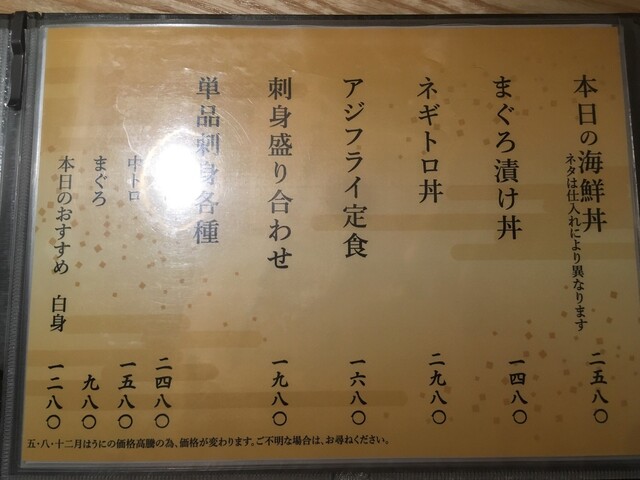 本日の海鮮丼 二五八〇
ネタは仕入れにより異なります
まぐろ漬け丼 一四八〇
ネギトロ丼 二九八〇
アジフライ定食 一六八〇
刺身盛り合わせ 一九八〇
単品刺身各種
二四八〇
中トロ 一五八〇
まぐろ 九八〇
本日のおすすめ 白身 一二八〇
五・八・十二月はうにの価格高騰の為、価格が変わります。ご不明な場合は、お尋ねください。